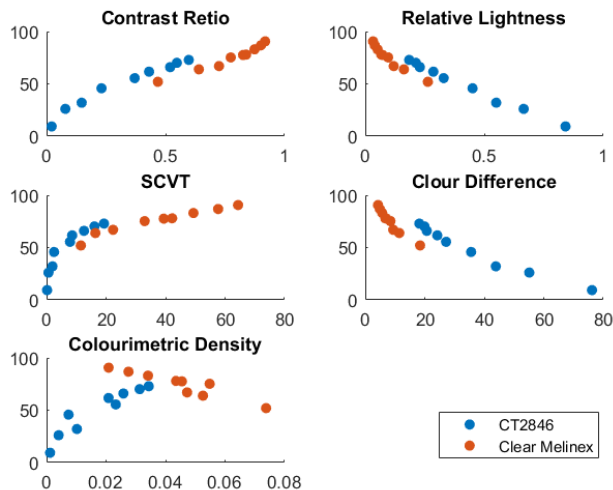 Contrast Ratio
100
50
0
0 0.5 1
Relative Lightness
100
50
0
0 0.5 1
SCVT
100
50
0
0 20 40 60 80
Clour Difference
100
50
0
0 20 40 60 80
Colourimetric Density
100
50
0
0 0.02 0.04 0.06 0.08
CT2846
Clear Melinex